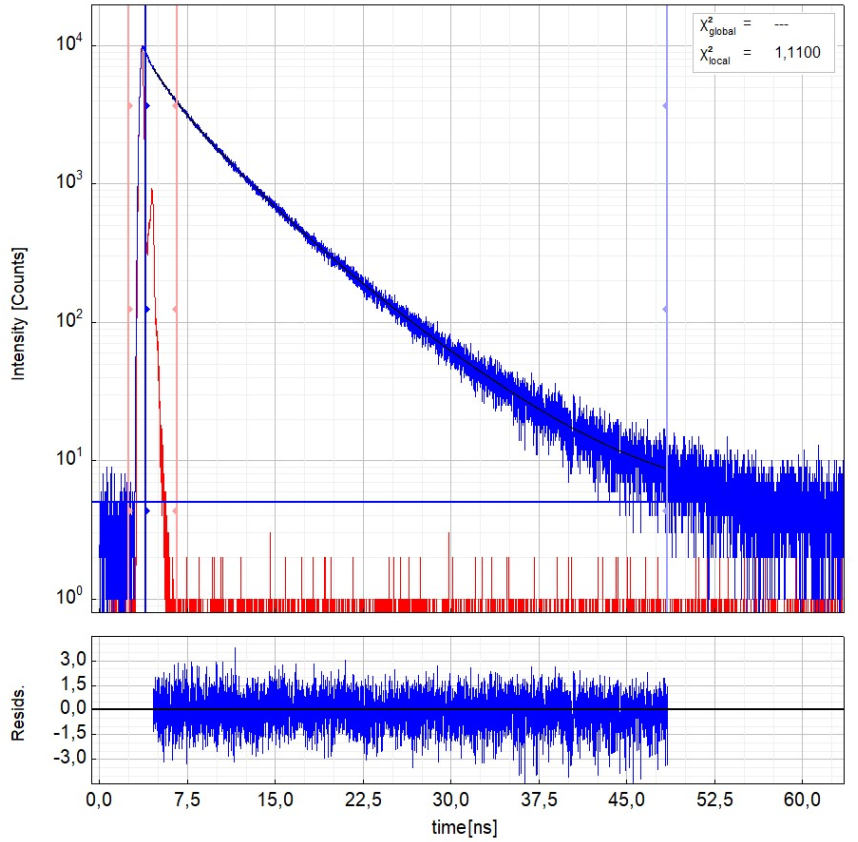 χ²global = ---
χ²local = 1,1100
Intensity [Counts]
10⁴
10³
10²
10¹
10⁰
Resids.
3,0
1,5
0,0
-1,5
-3,0
0,0 7,5 15,0 22,5 30,0 37,5 45,0 52,5 60,0
time[ns]